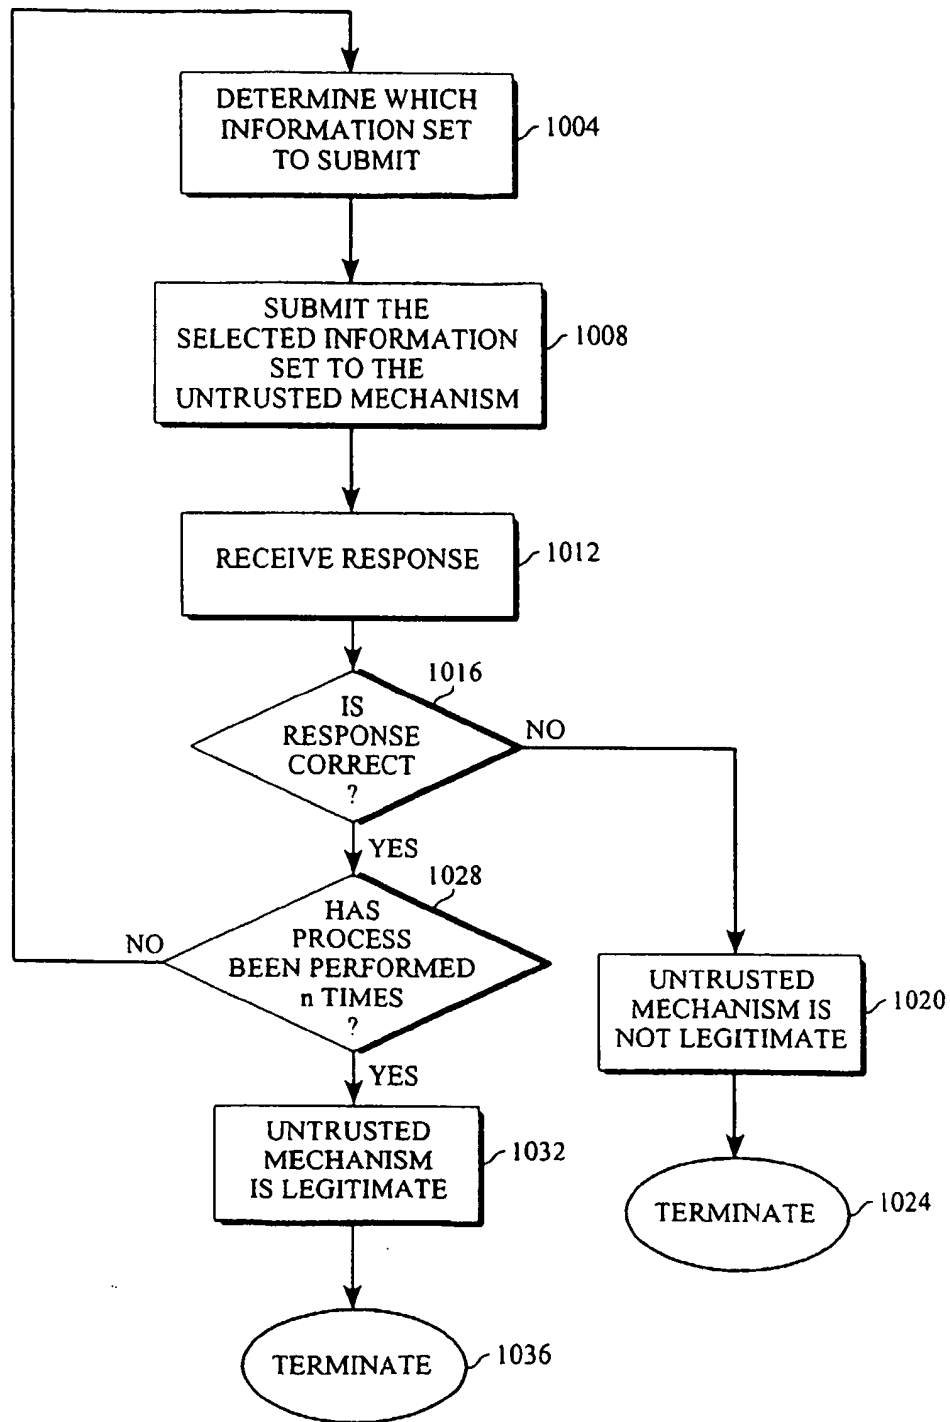 DETERMINE WHICH
INFORMATION SET
TO SUBMIT
1004
SUBMIT THE
SELECTED INFORMATION
SET TO THE
UNTRUSTED MECHANISM
1008
RECEIVE RESPONSE
1012
1016
IS
RESPONSE
CORRECT
?
NO
YES
1028
HAS
PROCESS
BEEN PERFORMED
n TIMES
?
NO
YES
UNTRUSTED
MECHANISM IS
NOT LEGITIMATE
1020
UNTRUSTED
MECHANISM
IS LEGITIMATE
1032
TERMINATE
1024
TERMINATE
1036